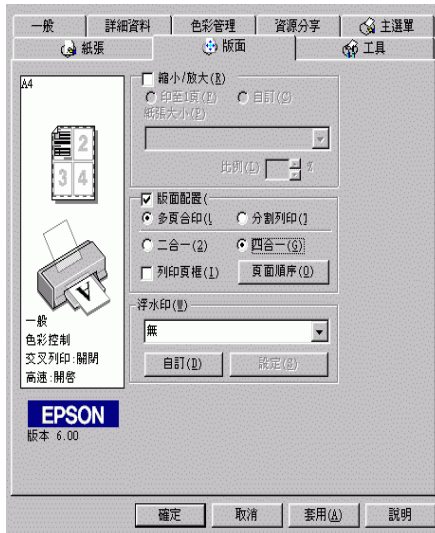 一般 詳細資料 色彩管理 資源分享 主選單
紙張 版面 工具
A4
1 2
3 4
一般
色彩控制
交叉列印:關閉
高速:開啓
EPSON
版本 6.00
縮小/放大(R)
印至1頁(F) 自訂(C)
紙張大小(P)
比例(L) %
版面配置(
多頁合印(L 分割列印(
二合一(2) 四合一(G)
列印頁框(I) 頁面順序(O)
浮水印(W)
無
自訂(D) 設定(S)
確定 取消 套用(A) 說明